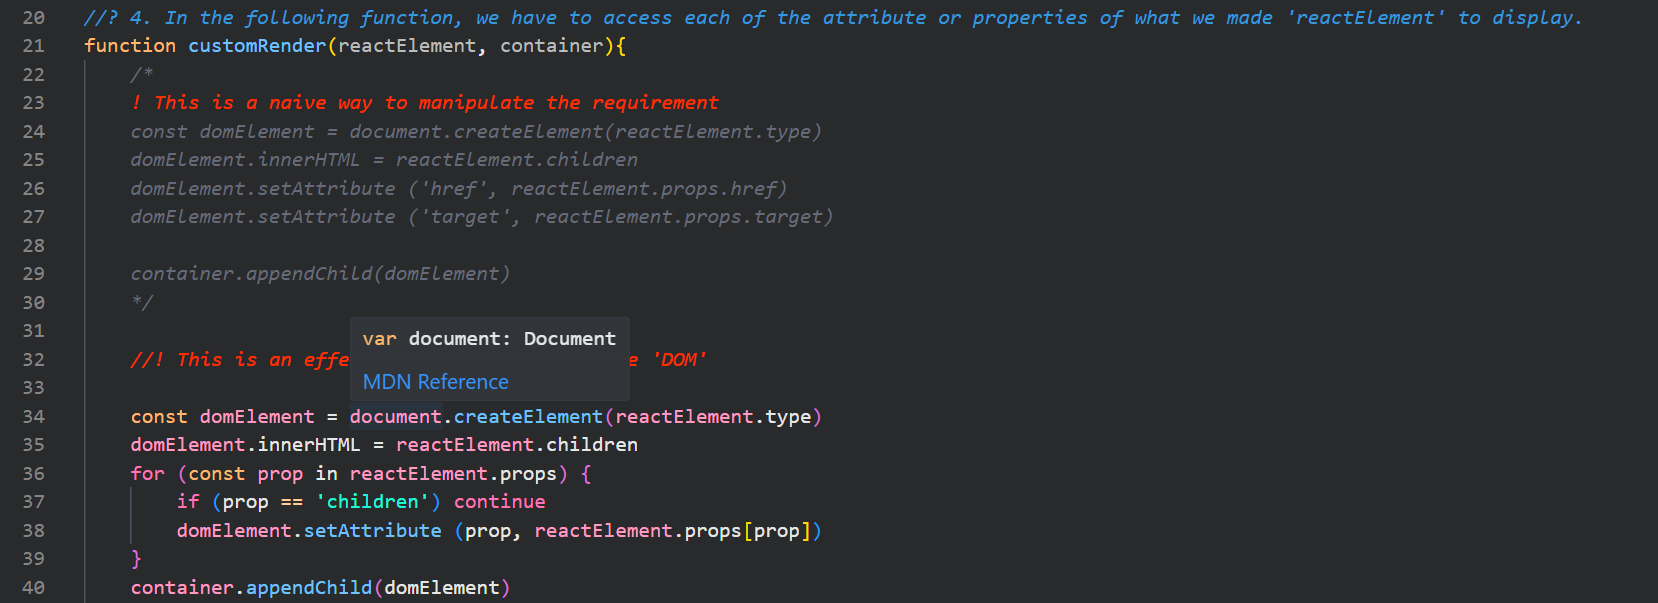 20 //? 4. In the following function, we have to access each of the attribute or properties of what we made 'reactElement' to display.
21 function customRender(reactElement, container){
22 /*
23 ! This is a naive way to manipulate the requirement
24 const domElement = document.createElement(reactElement.type)
25 domElement.innerHTML = reactElement.children
26 domElement.setAttribute ('href', reactElement.props.href)
27 domElement.setAttribute ('target', reactElement.props.target)
28
29 container.appendChild(domElement)
30 */
31
var document: Document
32 //! This is an effe 'DOM'
MDN Reference
33
34 const domElement = document.createElement(reactElement.type)
35 domElement.innerHTML = reactElement.children
36 for (const prop in reactElement.props) {
37 if (prop == 'children') continue
38 domElement.setAttribute (prop, reactElement.props[prop])
39 }
40 container.appendChild(domElement)